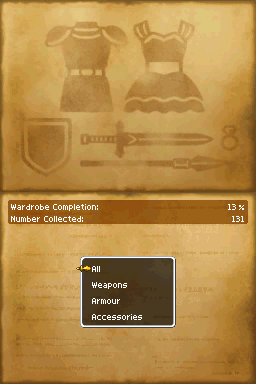 Wardrobe Completion: 13 %
Number Collected: 131
All
Weapons
Armour
Accessories